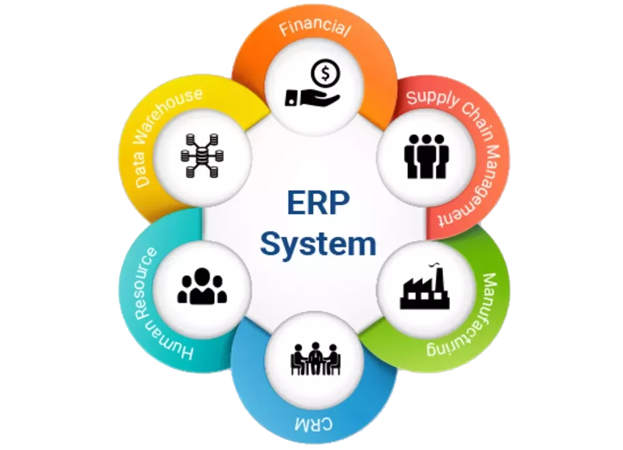 Financial
Supply Chain Management
Manufacturing
CRM
Human Resource
Data Warehouse
ERP
System
$